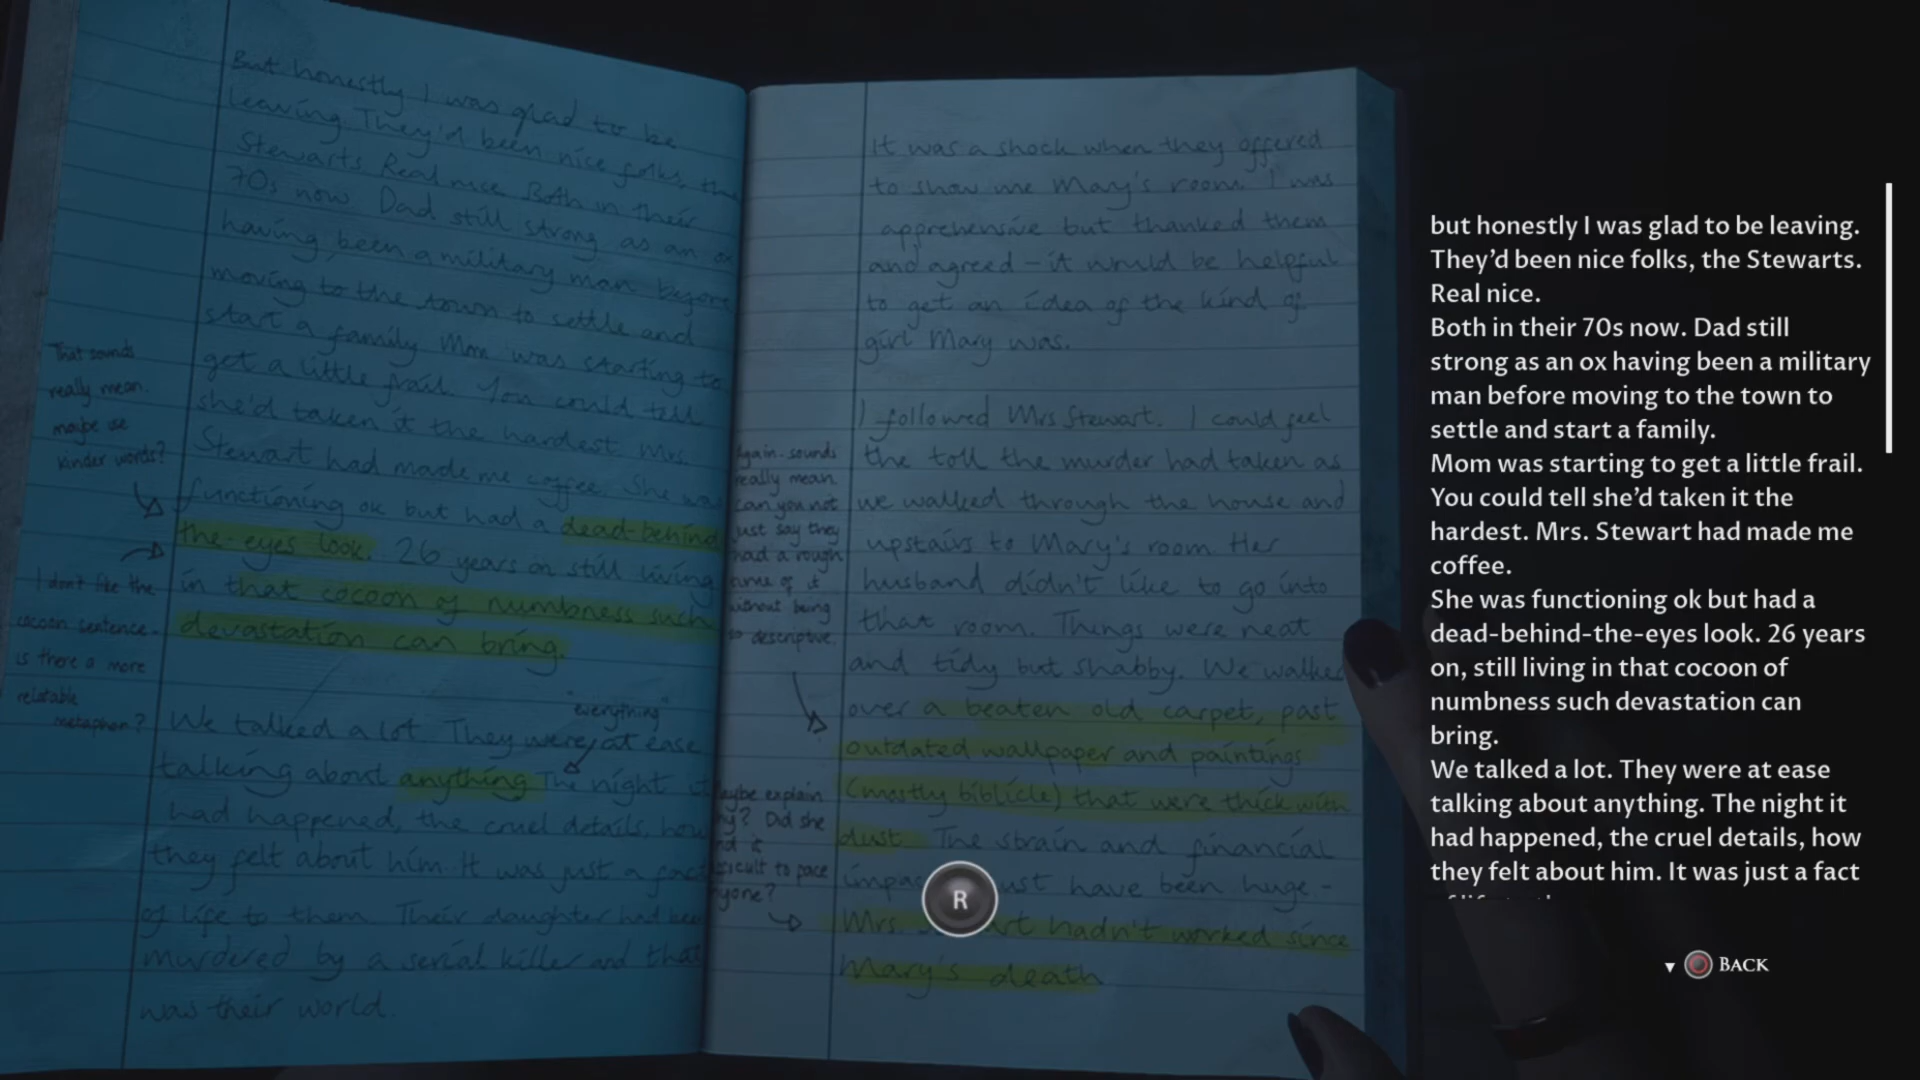 But honestly I was glad to be
leaving. They'd been nice folks, the
Stewarts. Real nice. Both in their
70s now. Dad still strong as an ox
having been a military man before
moving to the town to settle and
start a family. Mom was starting to
get a little frail. You could tell
she'd taken it the hardest. Mrs.
Stewart had made me coffee. She was
functioning ok but had a dead-behind
the-eyes look. 26 years on still living
in that cocoon of numbness such
devastation can bring.
We talked a lot. They were at ease
"everything"
talking about anything. The night it
had happened, the cruel details, how
they felt about him. It was just a fact
of life to them. Their daughter had been
murdered by a serial killer and that
was their world.
That sounds
really mean.
maybe use
kinder words?
I don't like the
cocoon sentence-
is there a more
relatable
metaphor?
It was a shock when they offered
to show me Mary's room. I was
apprehensive but thanked them
and agreed - it would be helpful
to get an idea of the kind of
girl Mary was.
I followed Mrs Stewart. I could feel
the toll the murder had taken as
we walked through the house and
upstairs to Mary's room. Her
husband didn't like to go into
that room. Things were neat
and tidy but shabby. We walked
over a beaten old carpet, past
outdated wallpaper and paintings
(mostly biblicle) that were thick with
dust. The strain and financial
must have been huge -
Mrs. hadn't worked since
Mary's death
Again. sounds
really mean.
Can you not
just say they
had a rough
time of it
without being
so descriptive.
explain
Did she
it
to face
but honestly I was glad to be leaving.
They'd been nice folks, the Stewarts.
Real nice.
Both in their 70s now. Dad still
strong as an ox having been a military
man before moving to the town to
settle and start a family.
Mom was starting to get a little frail.
You could tell she'd taken it the
hardest. Mrs. Stewart had made me
coffee.
She was functioning ok but had a
dead-behind-the-eyes look. 26 years
on, still living in that cocoon of
numbness such devastation can
bring.
We talked a lot. They were at ease
talking about anything. The night it
had happened, the cruel details, how
they felt about him. It was just a fact
R
BACK